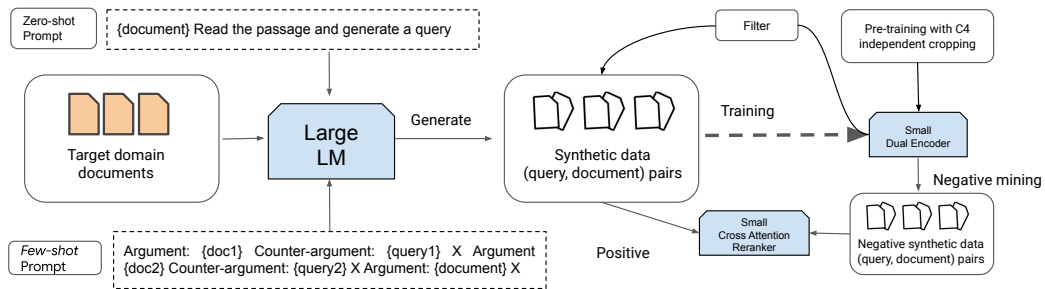 Zero-shot
Prompt
{document} Read the passage and generate a query
Filter
Pre-training with C4
independent cropping
Target domain
documents
Large
LM
Generate
Synthetic data
(query, document) pairs
Training
Small
Dual Encoder
Negative mining
Few-shot
Prompt
Argument: {doc1} Counter-argument: {query1} X Argument
{doc2} Counter-argument: {query2} X Argument: {document} X
Positive
Small
Cross Attention
Reranker
Negative synthetic data
(query, document) pairs